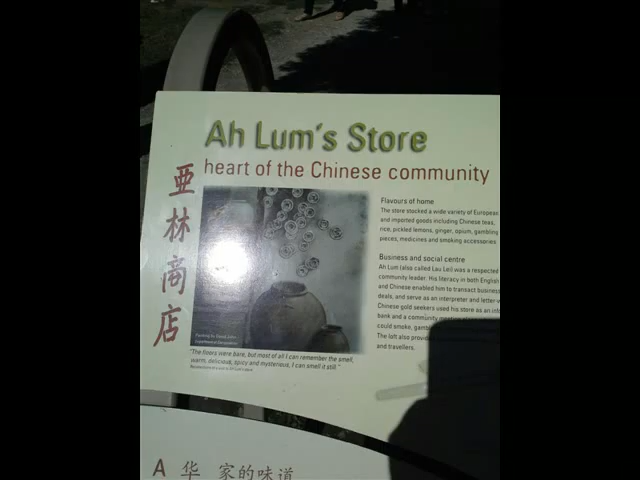 Ah Lum's Store
heart of the Chinese community
亜林商店
Flavours of home
The store stocked a wide variety of European
and imported goods including Chinese teas,
rice, pickled lemons, ginger, opium, gambling
pieces, medicines and smoking accessories
Business and social centre
Ah Lum (also called Lau Lei) was a respected
community leader. His literacy in both English
and Chinese enabled him to transact business
deals, and serve as an interpreter and letter-
Chinese gold seekers used his store as an
bank and a community
could smoke,
The loft also
and travellers.
"The floors were bare, but most of all I can remember the smell,
warm, delicious, spicy and mysterious, I can smell it still."
A 华 家的味道